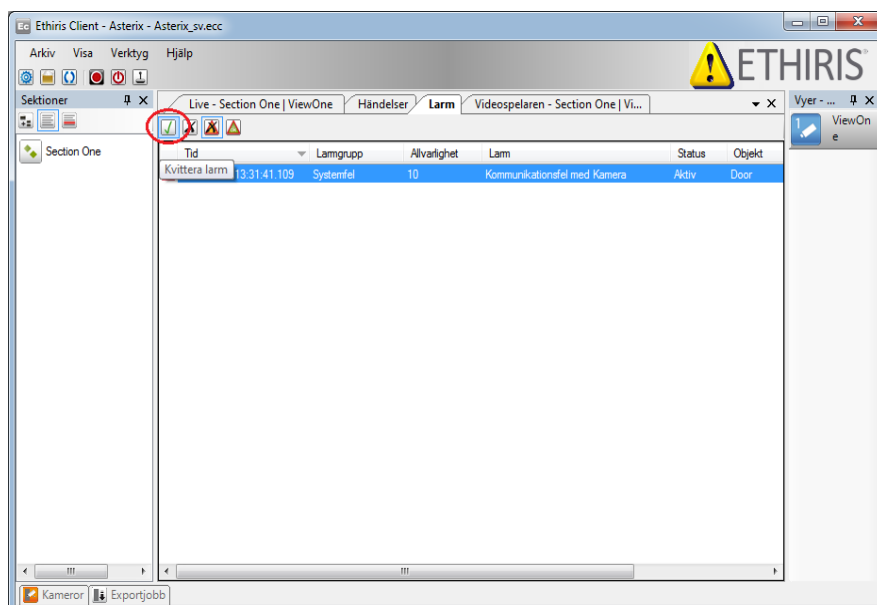 Ec Ethiris Client - Asterix - Asterix_sv.ecc
Arkiv Visa Verktyg Hjälp
ETHIRIS
Sektioner
Live - Section One | ViewOne
Händelser
Larm
Videospelaren - Section One | Vi...
Vyer - ...
1
ViewOn
e
Section One
Tid Larmgrupp Allvarlighet Larm Status Objekt
Kvittera larm
13:31:41.109 Systemfel 10 Kommunikationsfel med Kamera Aktiv Door
Kameror Exportjobb